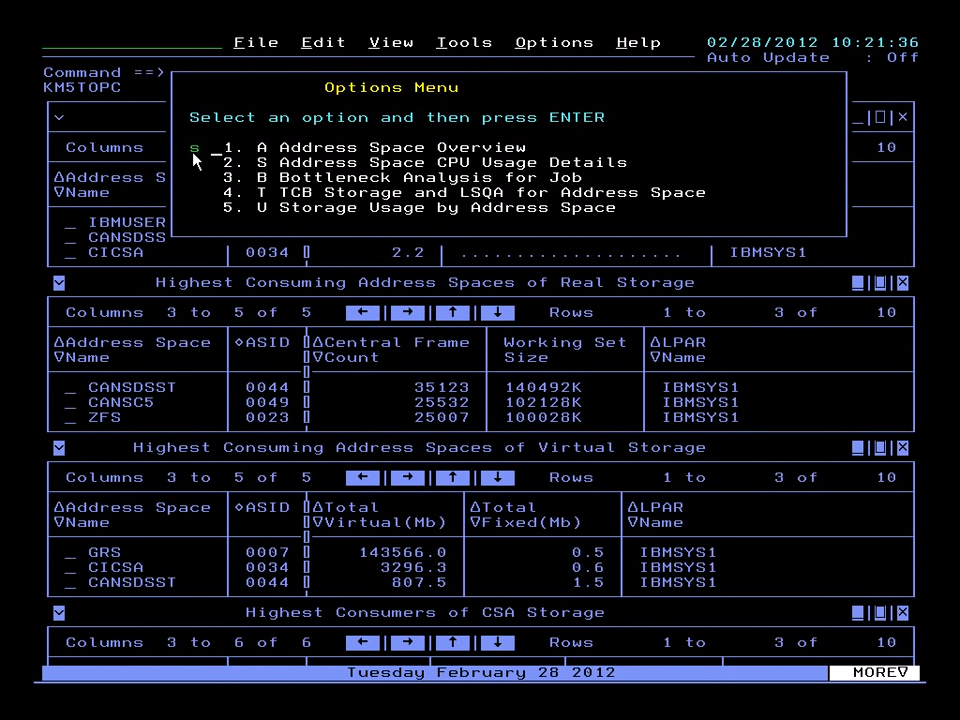 File Edit View Tools Options Help 02/28/2012 10:21:36
Auto Update : Off
Command ==>
KM5TOPC
Options Menu
Select an option and then press ENTER
s _1. A Address Space Overview
2. S Address Space CPU Usage Details
3. B Bottleneck Analysis for Job
4. T TCB Storage and LSQA for Address Space
5. U Storage Usage by Address Space
Columns 10
△Address S
▽Name
_ IBMUSER
_ CANSDSS
_ CICSA 0034 2.2 .................... IBMSYS1
Highest Consuming Address Spaces of Real Storage
Columns 3 to 5 of 5 ← | → | ↑ | ↓ Rows 1 to 3 of 10
△Address Space ◇ASID △Central Frame Working Set △LPAR
▽Name ▽Count Size ▽Name
_ CANSDSST 0044 35123 140492K IBMSYS1
_ CANSC5 0049 25532 102128K IBMSYS1
_ ZFS 0023 25007 100028K IBMSYS1
Highest Consuming Address Spaces of Virtual Storage
Columns 3 to 5 of 5 ← | → | ↑ | ↓ Rows 1 to 3 of 10
△Address Space ◇ASID △Total △Total △LPAR
▽Name ▽Virtual(Mb) ▽Fixed(Mb) ▽Name
_ GRS 0007 143566.0 0.5 IBMSYS1
_ CICSA 0034 3296.3 0.6 IBMSYS1
_ CANSDSST 0044 807.5 1.5 IBMSYS1
Highest Consumers of CSA Storage
Columns 3 to 6 of 6 ← | → | ↑ | ↓ Rows 1 to 3 of 10
Tuesday February 28 2012 MORE▽